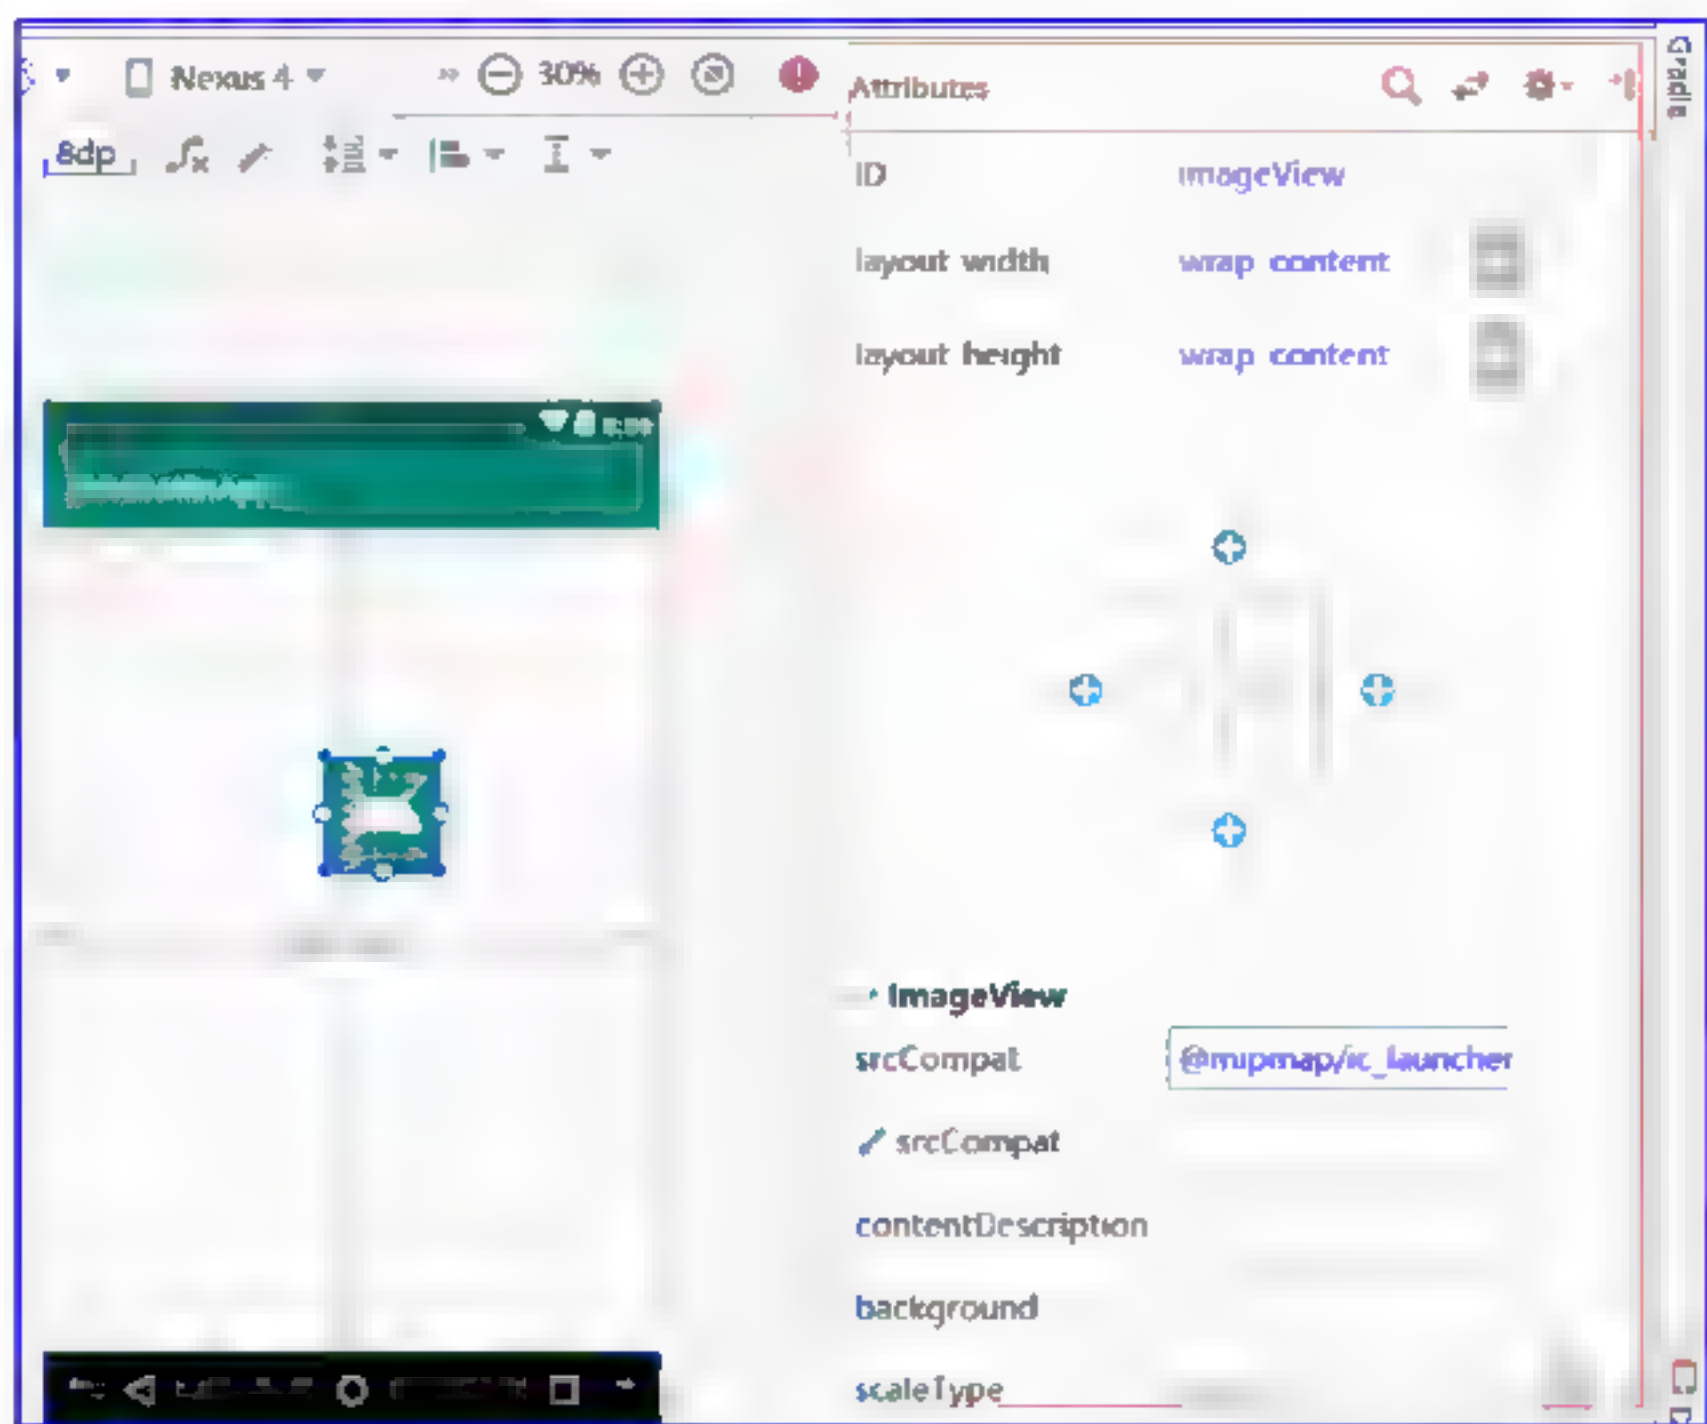 Nexus 4
30%
8dp
Attributes
Gradle
ID imageView
layout width wrap content
layout height wrap content
ImageView
srcCompat @mipmap/ic_launcher
srcCompat
contentDescription
background
scaleType